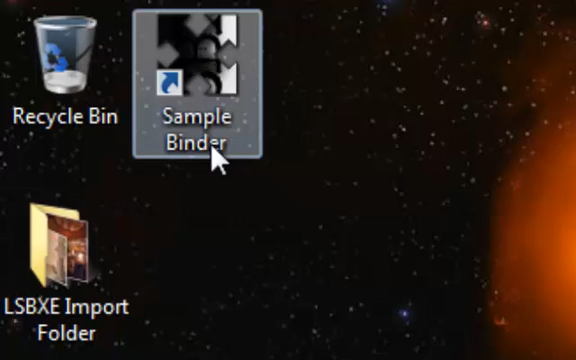 Recycle Bin
Sample
Binder
LSBXE Import
Folder